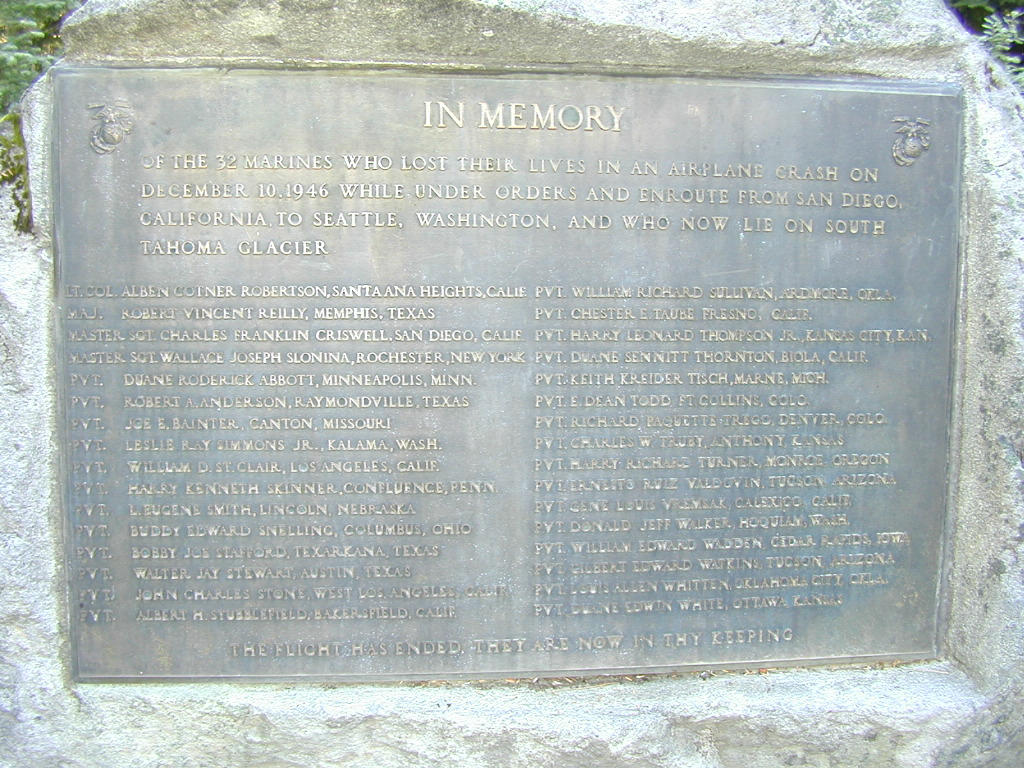 IN MEMORY
OF THE 32 MARINES WHO LOST THEIR LIVES IN AN AIRPLANE CRASH ON
DECEMBER 10,1946 WHILE UNDER ORDERS AND ENROUTE FROM SAN DIEGO,
CALIFORNIA, TO SEATTLE, WASHINGTON, AND WHO NOW LIE ON SOUTH
TAHOMA GLACIER
LT. COL. ALBEN COTNER ROBERTSON, SANTA ANA HEIGHTS, CALIF.
MAJ. ROBERT VINCENT REILLY, MEMPHIS, TEXAS
MASTER SGT. CHARLES FRANKLIN CRISWELL, SAN DIEGO, CALIF.
MASTER SGT. WALLACE JOSEPH SLONINA, ROCHESTER, NEW YORK
PVT. DUANE RODERICK ABBOTT, MINNEAPOLIS, MINN.
PVT. ROBERT A. ANDERSON, RAYMONDVILLE, TEXAS
PVT. JOE E. BAINTER, CANTON, MISSOURI
PVT. LESLIE RAY SIMMONS JR., KALAMA, WASH.
PVT. WILLIAM D. ST. CLAIR, LOS ANGELES, CALIF.
PVT. HARRY KENNETH SKINNER, CONFLUENCE, PENN.
PVT. L. EUGENE SMITH, LINCOLN, NEBRASKA
PVT. BUDDY EDWARD SNELLING, COLUMBUS, OHIO
PVT. BOBBY JOE STAFFORD, TEXARKANA, TEXAS
PVT. WALTER JAY STEWART, AUSTIN, TEXAS
PVT. JOHN CHARLES STONE, WEST LOS ANGELES, CALIF.
PVT. ALBERT H. STUBBLEFIELD, BAKERSFIELD, CALIF.
PVT. WILLIAM RICHARD SULLIVAN, ARDMORE, OKLA.
PVT. CHESTER E. TAUBE FRESNO, CALIF.
PVT. HARRY LEONARD THOMPSON JR., KANSAS CITY, KAN.
PVT. DUANE SENNITT THORNTON, BIOLA, CALIF.
PVT. KEITH KREIDER TISCH, MARNE, MICH.
PVT. E. DEAN TODD FT. COLLINS, COLO.
PVT. RICHARD PAQUETTE TREGO, DENVER, COLO.
PVT. CHARLES W. TRUBY, ANTHONY KANSAS
PVT. HARRY RICHARD TURNER, MONROE OREGON
PVT. ERNESTO RUIZ VALDOVIN, TUCSON ARIZONA
PVT. GENE LOUIS VREMSAK, CALEXICO, CALIF.
PVT. DONALD JEFF WALKER, HOQUIAM, WASH.
PVT. WILLIAM EDWARD WADDEN, CEDAR RAPIDS, IOWA
PVT. GILBERT EDWARD WATKINS, TUCSON, ARIZONA
PVT. LOUIS ALLEN WHITTEN, OKLAHOMA CITY, OKLA.
PVT. DUANE EDWIN WHITE, OTTAWA KANSAS
THE FLIGHT HAS ENDED, THEY ARE NOW IN THY KEEPING